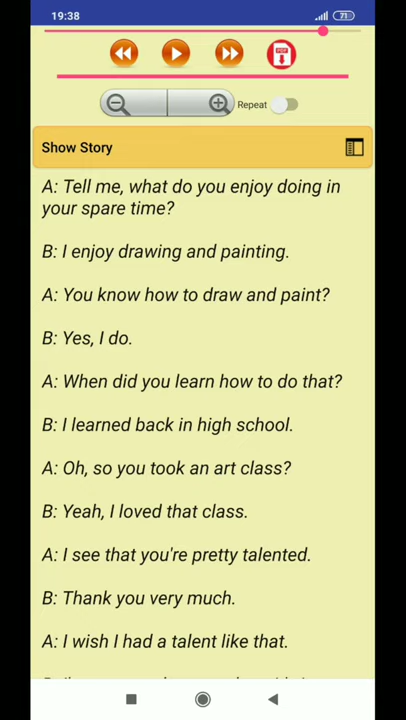 19:38
71
PDF
Repeat
Show Story
A: Tell me, what do you enjoy doing in
your spare time?
B: I enjoy drawing and painting.
A: You know how to draw and paint?
B: Yes, I do.
A: When did you learn how to do that?
B: I learned back in high school.
A: Oh, so you took an art class?
B: Yeah, I loved that class.
A: I see that you're pretty talented.
B: Thank you very much.
A: I wish I had a talent like that.